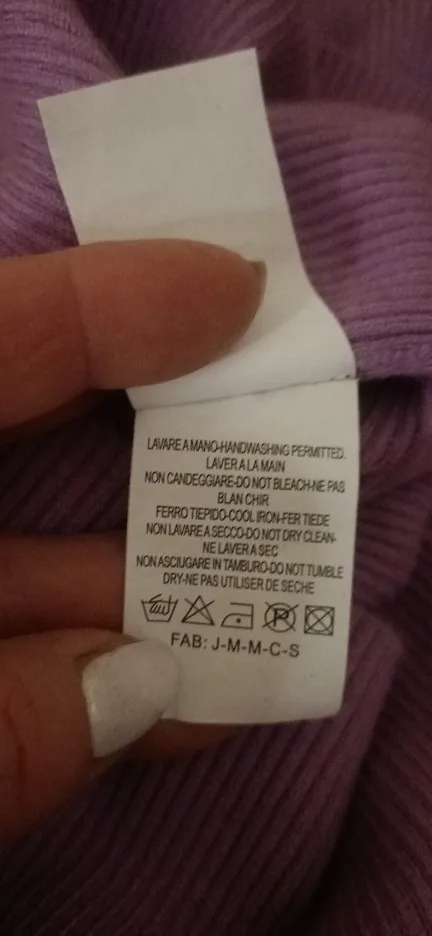 LAVARE A MANO-HANDWASHING PERMITTED.
LAVER A LA MAIN
NON CANDEGGIARE-DO NOT BLEACH-NE PAS
BLAN CHIR
FERRO TIEPIDO-COOL IRON-FER TIEDE
NON LAVARE A SECCO-DO NOT DRY CLEAN-
NE LAVER A SEC
NON ASCIUGARE IN TAMBURO-DO NOT TUMBLE
DRY-NE PAS UTILISER DE SECHE
P
FAB: J-M-M-C-S